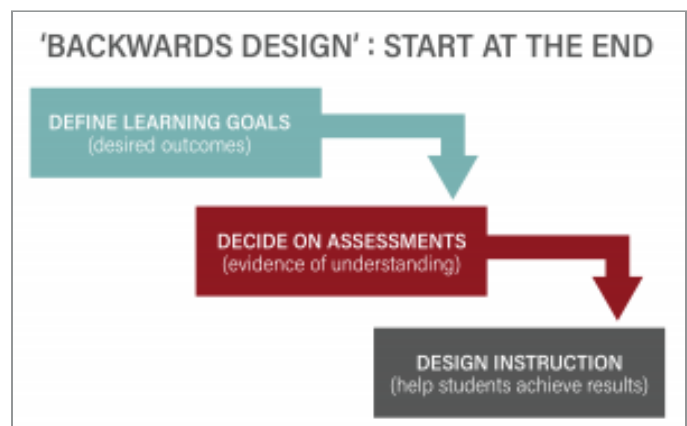 'BACKWARDS DESIGN' : START AT THE END
DEFINE LEARNING GOALS
(desired outcomes)
DECIDE ON ASSESSMENTS
(evidence of understanding)
DESIGN INSTRUCTION
(help students achieve results)